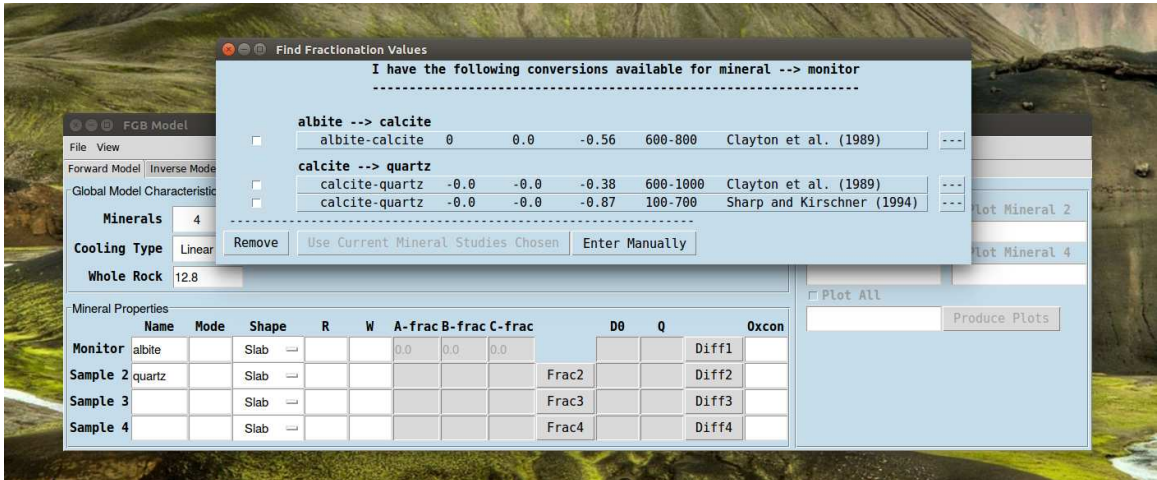 Find Fractionation Values
I have the following conversions available for mineral --> monitor
-----------------------------------------------------------------
albite --> calcite
albite-calcite 0 0.0 -0.56 600-800 Clayton et al. (1989) ---
calcite --> quartz
calcite-quartz -0.0 -0.0 -0.38 600-1000 Clayton et al. (1989) ---
calcite-quartz -0.0 -0.0 -0.87 100-700 Sharp and Kirschner (1994) ---
---------------------------------------------------------------
Remove Use Current Mineral Studies Chosen Enter Manually
FGB Model
File View
Forward Model Inverse Mode
Global Model Characteristic
Minerals 4
Cooling Type Linear
Whole Rock 12.8
Plot Mineral 2
Plot Mineral 4
Plot All
Produce Plots
Mineral Properties
Name Mode Shape R W A-frac B-frac C-frac D0 Q Oxcon
Monitor albite Slab 0.0 0.0 0.0 Diff1
Sample 2 quartz Slab Frac2 Diff2
Sample 3 Slab Frac3 Diff3
Sample 4 Slab Frac4 Diff4